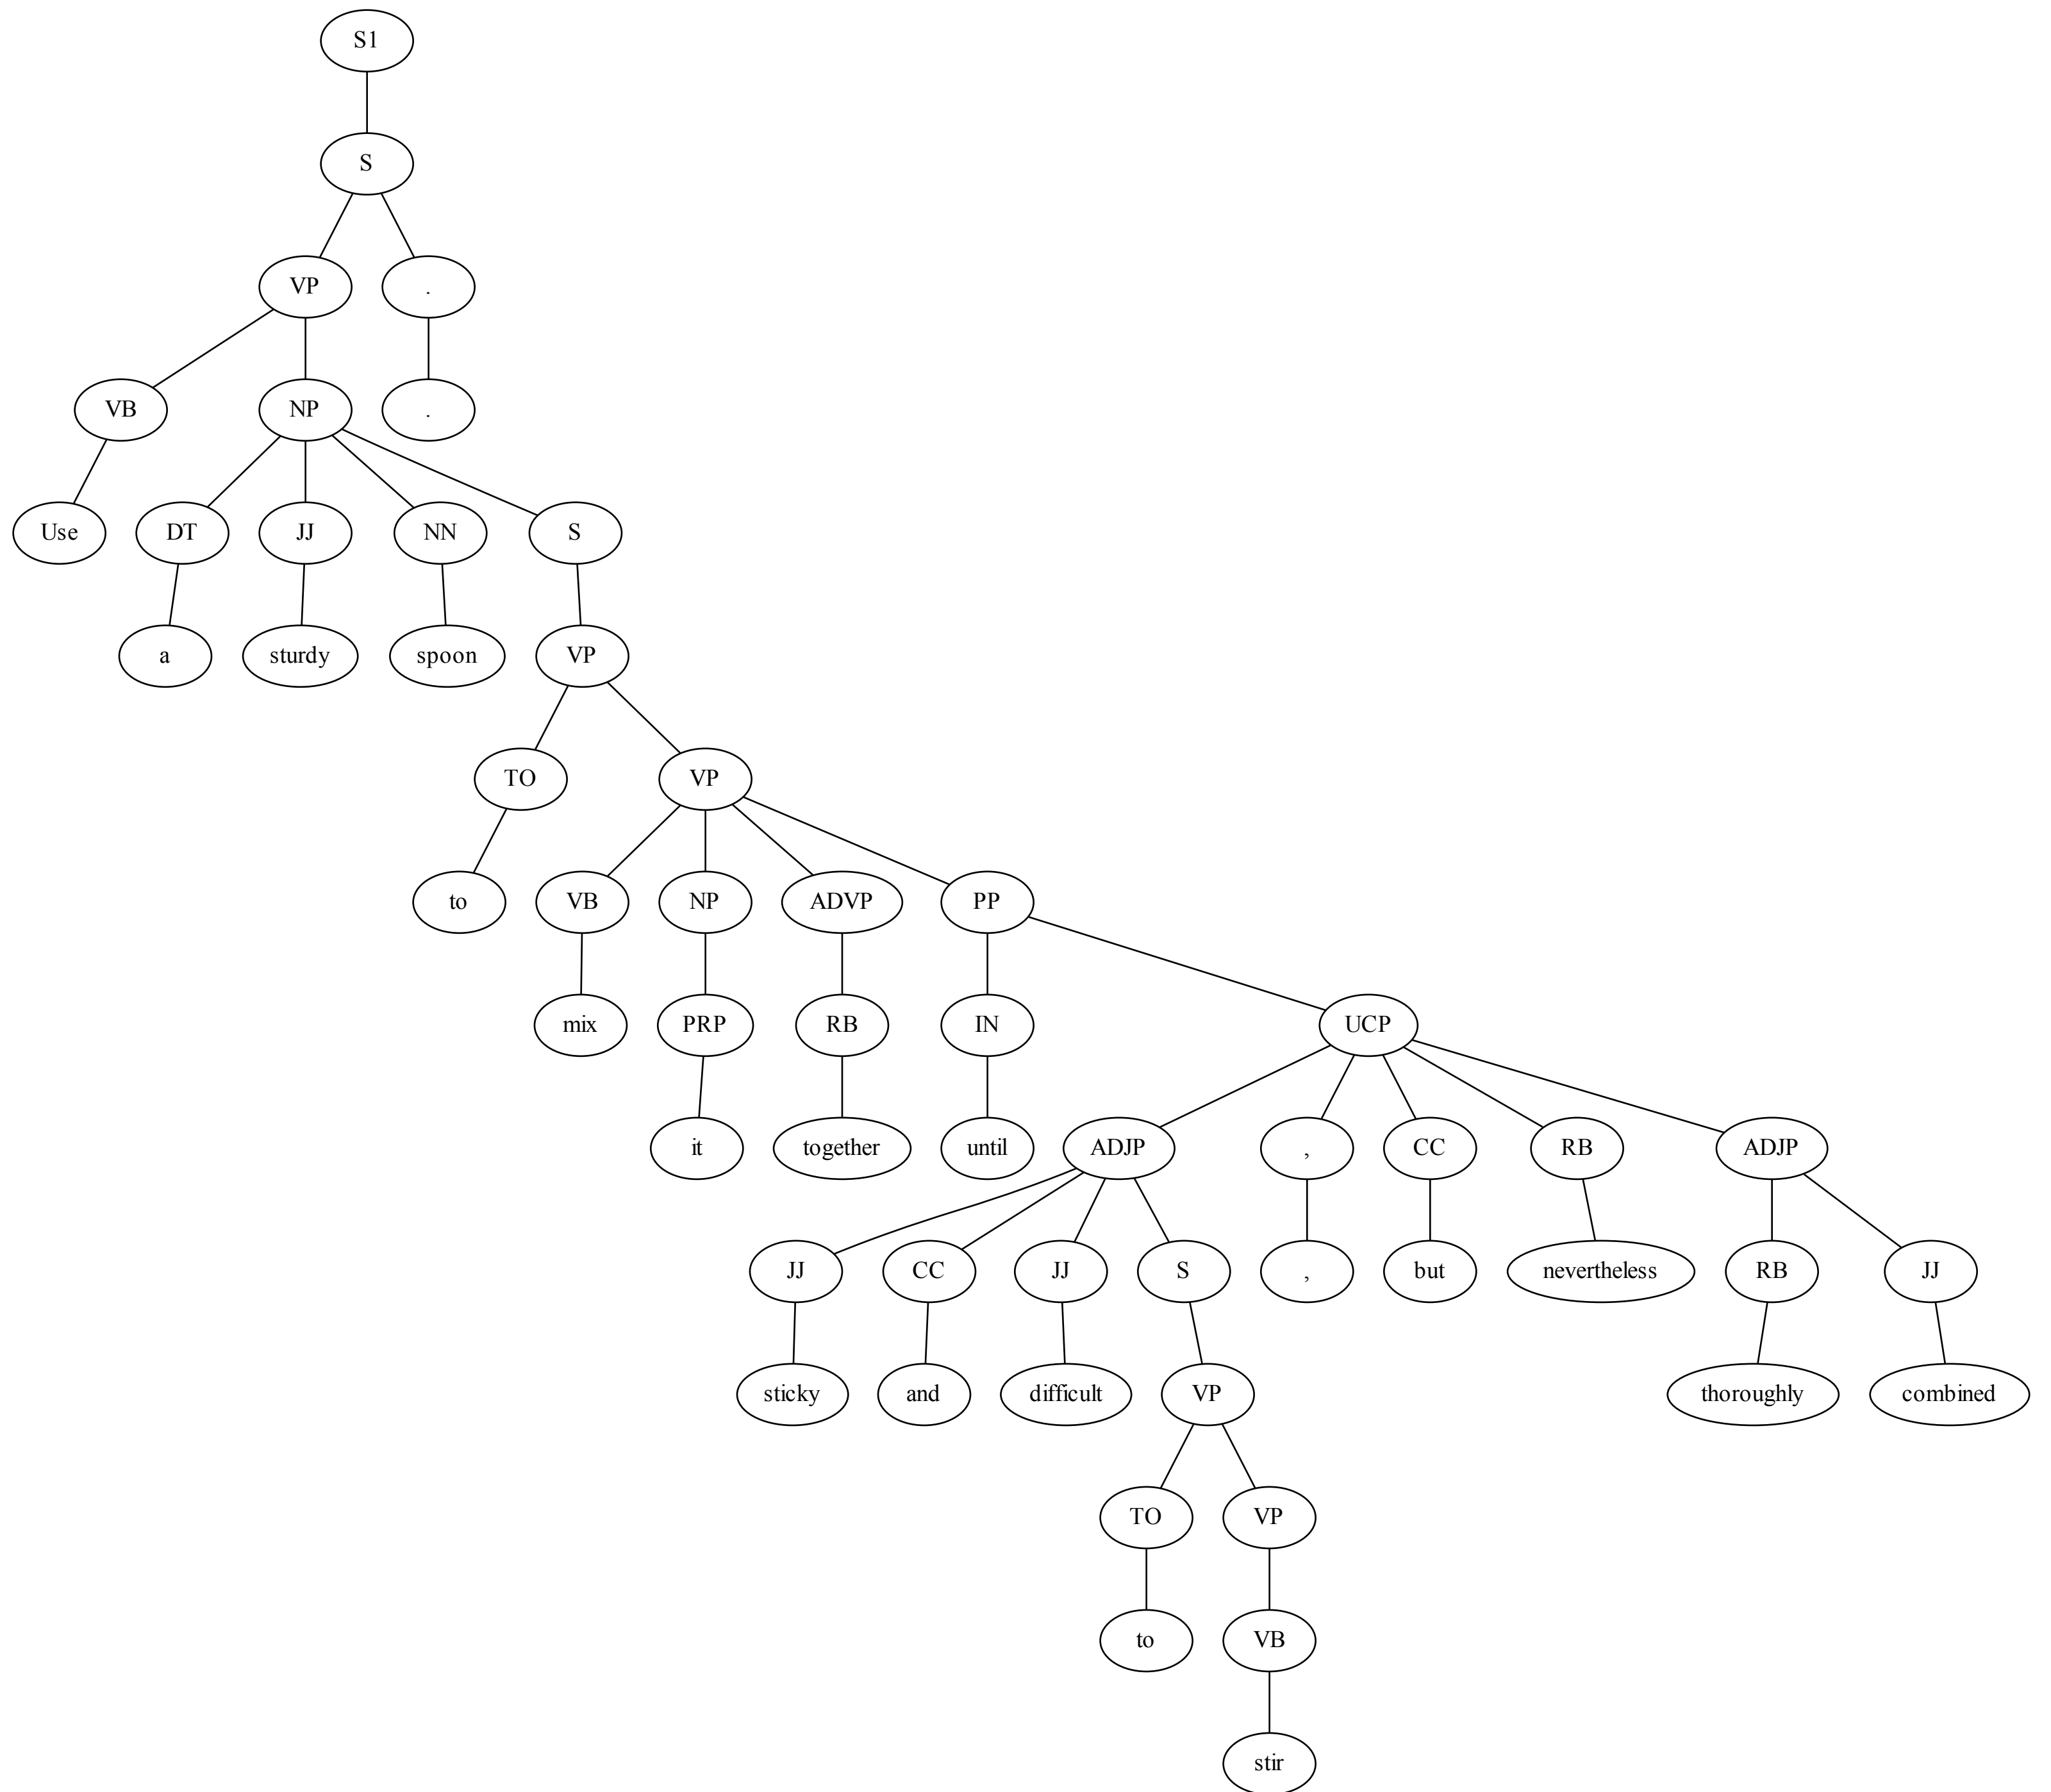 S1
S
VP .
VB NP .
Use DT JJ NN S
a sturdy spoon VP
TO VP
to VB NP ADVP PP
mix PRP RB IN UCP
it together until ADJP , CC RB ADJP
JJ CC JJ S , but nevertheless RB JJ
sticky and difficult VP thoroughly combined
TO VP
to VB
stir